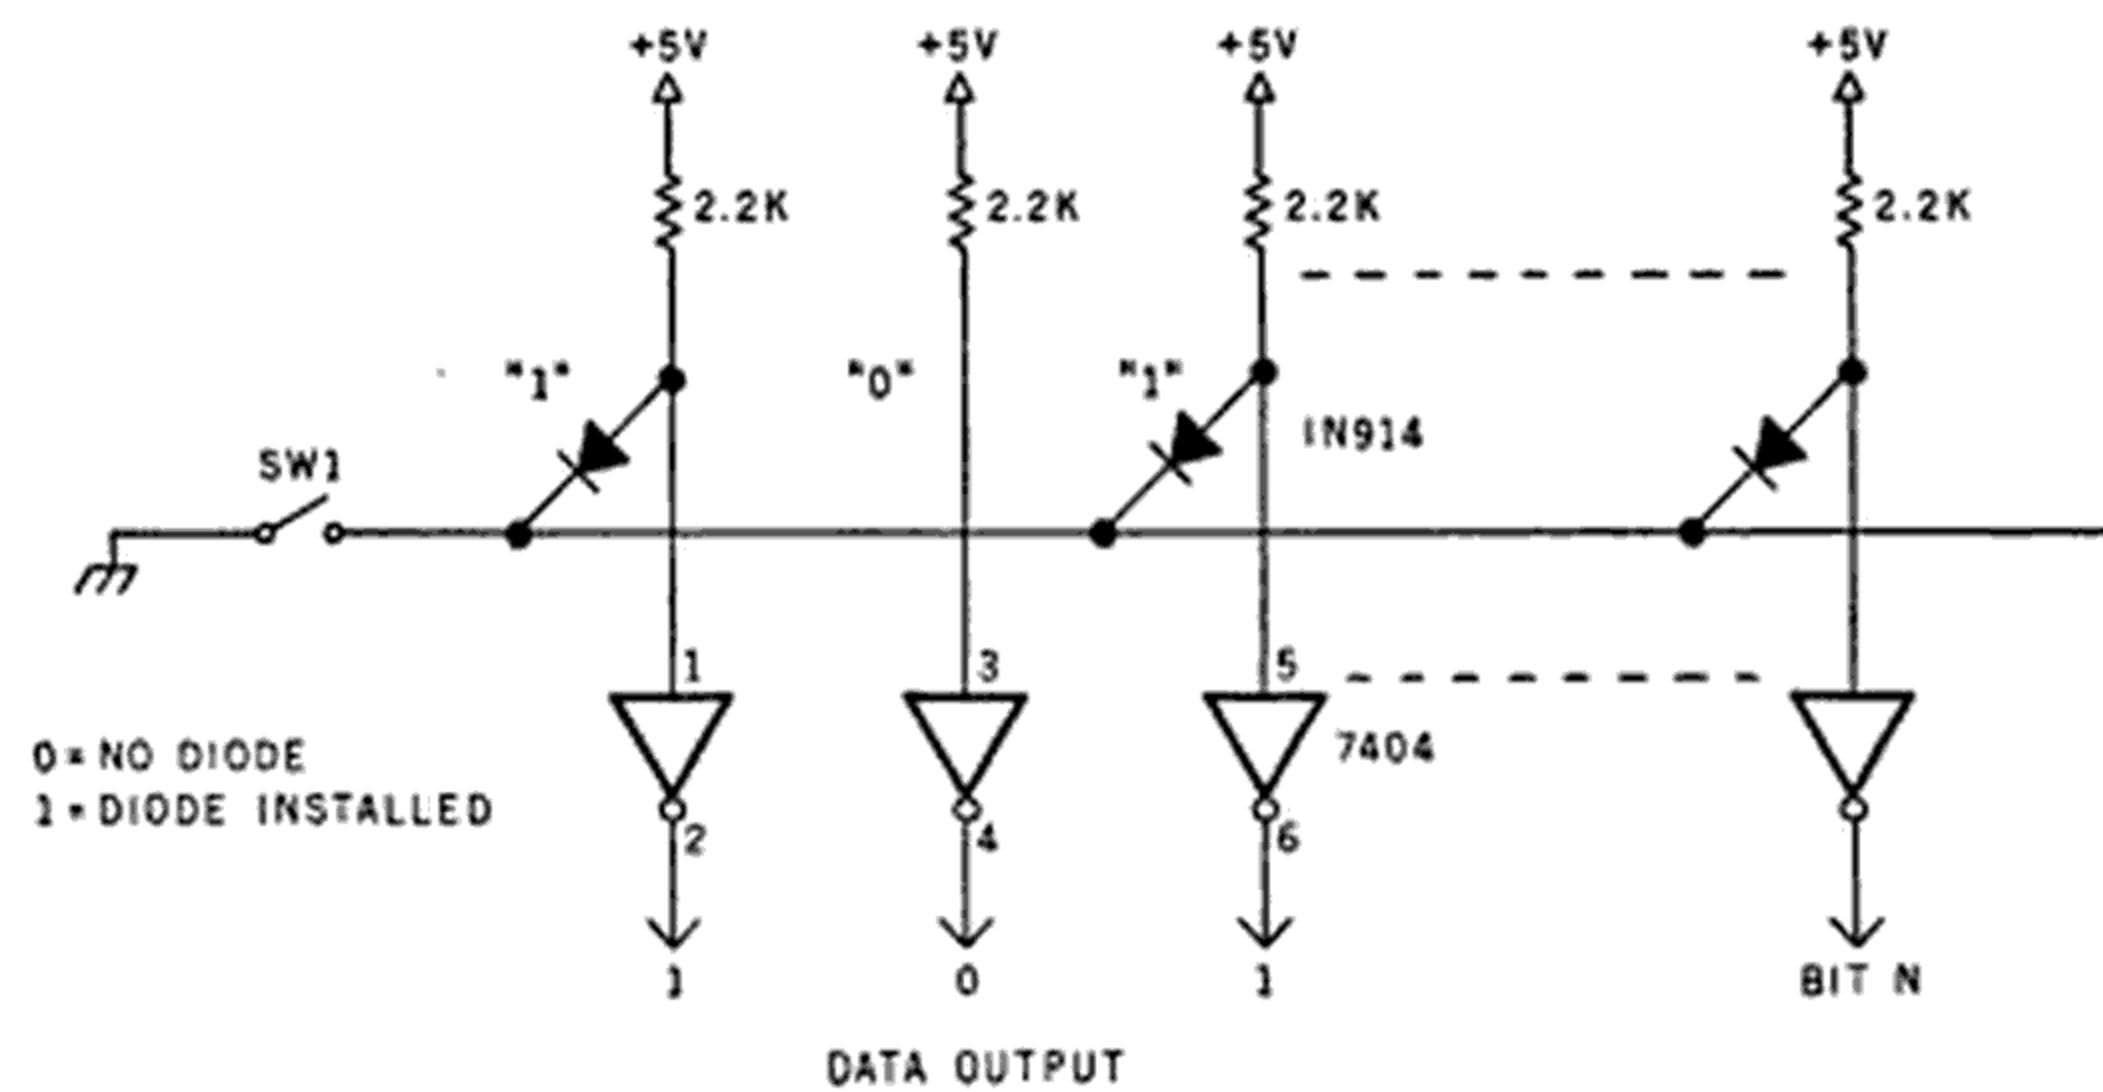 +5V +5V +5V +5V
2.2K 2.2K 2.2K 2.2K
"1" "0" "1"
IN914
SW1
1 3 5
7404
0=NO DIODE
1=DIODE INSTALLED
2 4 6
1 0 1 BIT N
DATA OUTPUT